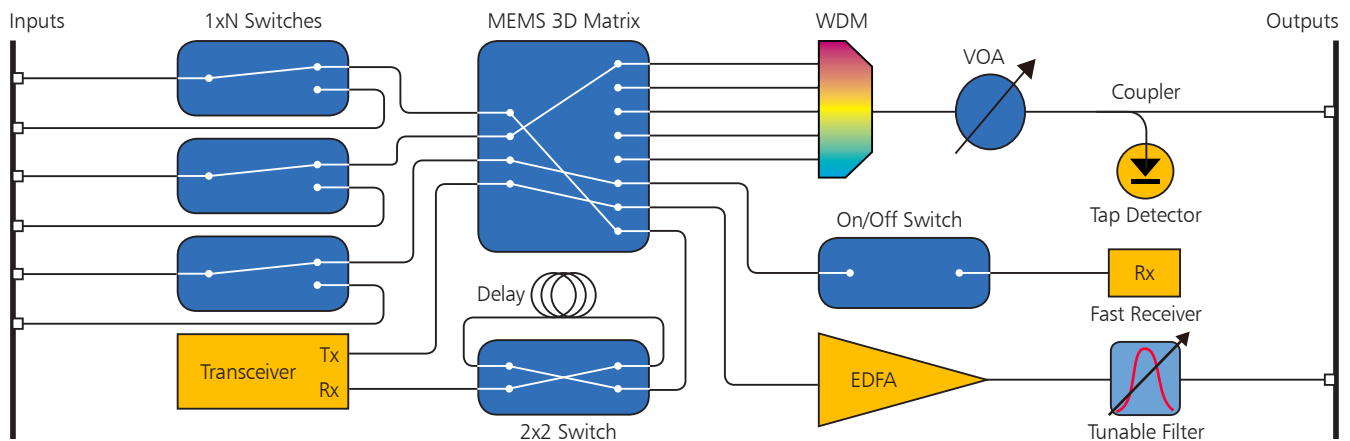 Inputs
1xN Switches
MEMS 3D Matrix
WDM
Outputs
VOA
Coupler
Tap Detector
On/Off Switch
Delay
Rx
Fast Receiver
Transceiver
Tx
Rx
EDFA
2x2 Switch
Tunable Filter